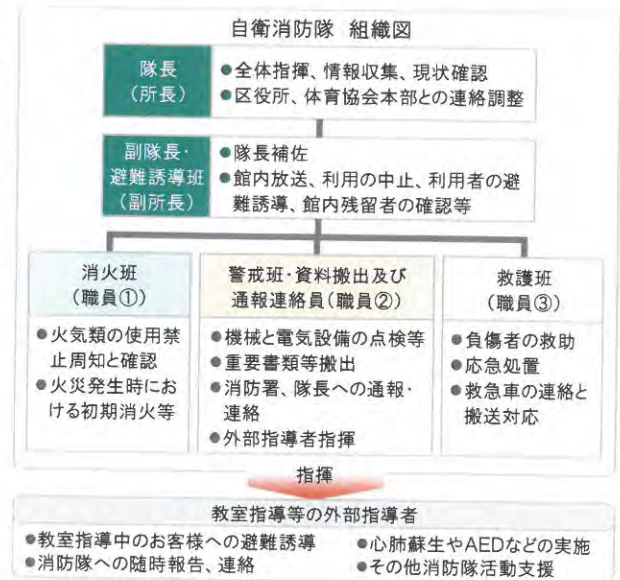 自衛消防隊 組織図
隊長
(所長)
●全体指揮、情報収集、現状確認
●区役所、体育協会本部との連絡調整
副隊長・
避難誘導班
(副所長)
●隊長補佐
●館内放送、利用の中止、利用者の避
難誘導、館内残留者の確認等
消火班
(職員①)
●火気類の使用禁
止周知と確認
●火災発生時にお
ける初期消火等
警戒班・資料搬出及び
通報連絡員(職員②)
●機械と電気設備の点検等
●重要書類等搬出
●消防署、隊長への通報・
連絡
●外部指導者指揮
救護班
(職員③)
●負傷者の救助
●応急処置
●救急車の連絡と
搬送対応
指揮
教室指導等の外部指導者
●教室指導中のお客様への避難誘導
●消防隊への随時報告、連絡
●心肺蘇生やAEDなどの実施
●その他消防隊活動支援